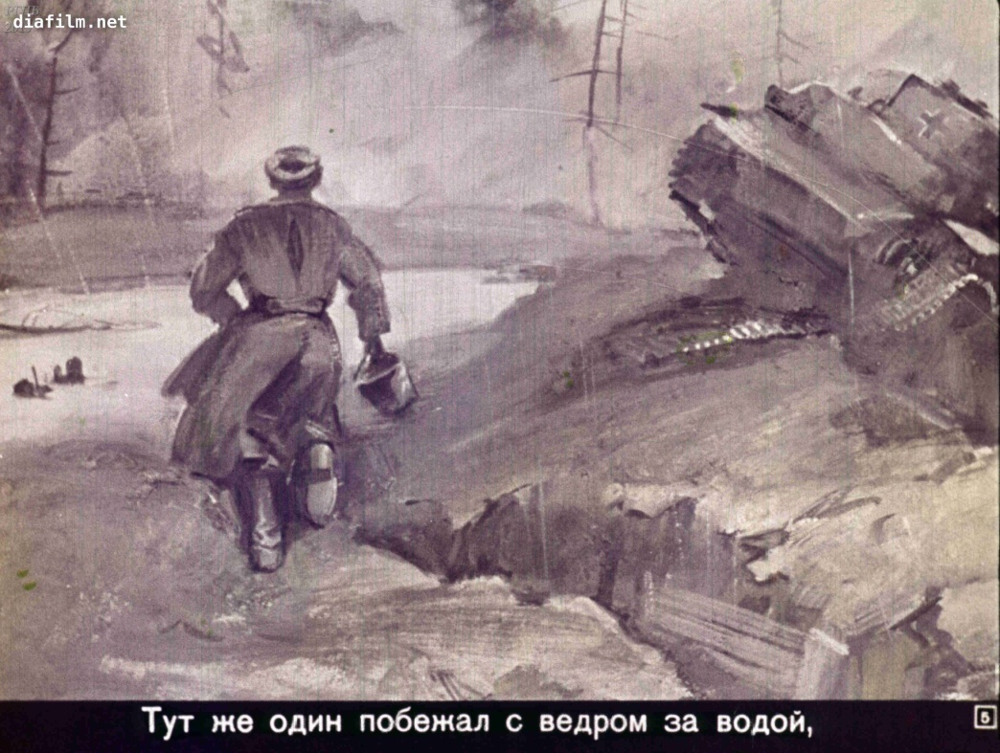 diafilm.net
Тут же один побежал с ведром за водой,
5